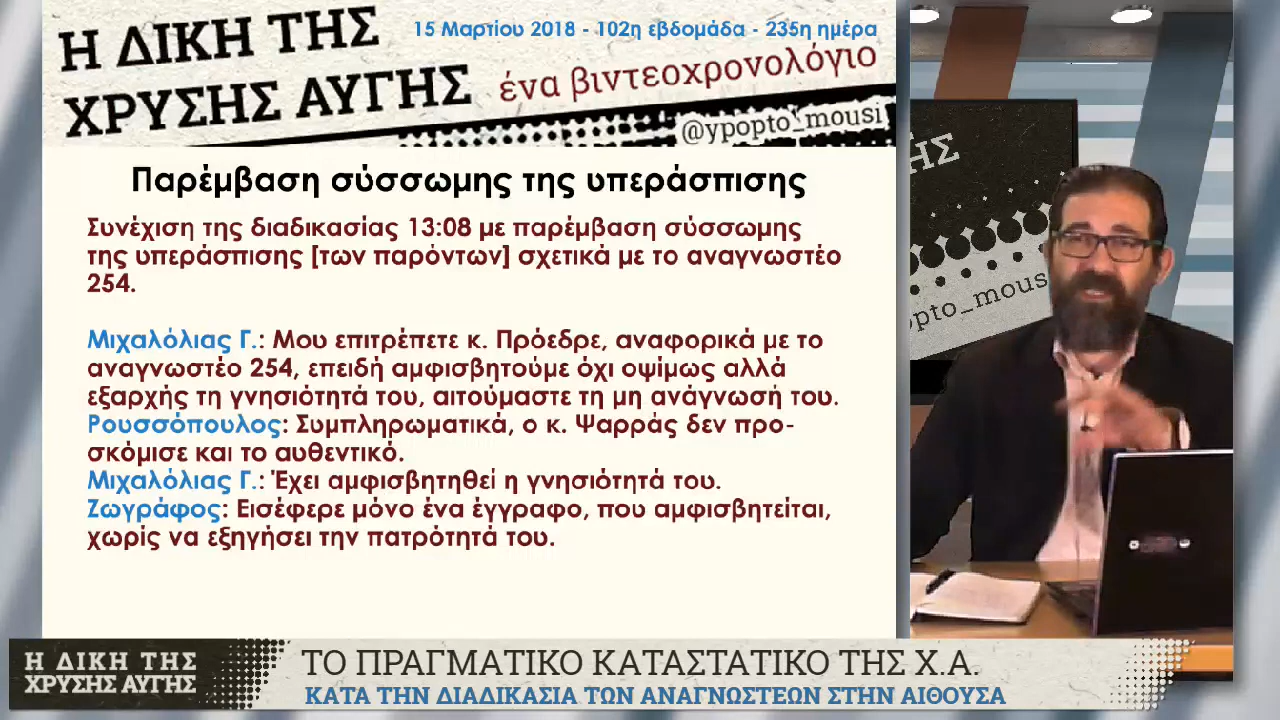 Η ΔΙΚΗ ΤΗΣ
ΧΡΥΣΗΣ ΑΥΓΗΣ
15 Μαρτίου 2018 - 102η εβδομάδα - 235η ημέρα
ένα βιντεοχρονολόγιο
@ypopto_mousi
Παρέμβαση σύσσωμης της υπεράσπισης
Συνέχιση της διαδικασίας 13:08 με παρέμβαση σύσσωμης
της υπεράσπισης [των παρόντων] σχετικά με το αναγνωστέο
254.
Μιχαλόλιας Γ.: Μου επιτρέπετε κ. Πρόεδρε, αναφορικά με το
αναγνωστέο 254, επειδή αμφισβητούμε όχι οψίμως αλλά
εξαρχής τη γνησιότητά του, αιτούμαστε τη μη ανάγνωσή του.
Ρουσσόπουλος: Συμπληρωματικά, ο κ. Ψαρράς δεν προ-
σκόμισε και το αυθεντικό.
Μιχαλόλιας Γ.: Έχει αμφισβητηθεί η γνησιότητά του.
Ζωγράφος: Εισέφερε μόνο ένα έγγραφο, που αμφισβητείται,
χωρίς να εξηγήσει την πατρότητά του.
ΗΣ
opto_mous
Η ΔΙΚΗ ΤΗΣ
ΧΡΥΣΗΣ ΑΥΓΗΣ
ΤΟ ΠΡΑΓΜΑΤΙΚΟ ΚΑΤΑΣΤΑΤΙΚΟ ΤΗΣ Χ.Α.
ΚΑΤΑ ΤΗΝ ΔΙΑΔΙΚΑΣΙΑ ΤΩΝ ΑΝΑΓΝΩΣΤΕΩΝ ΣΤΗΝ ΑΙΘΟΥΣΑ